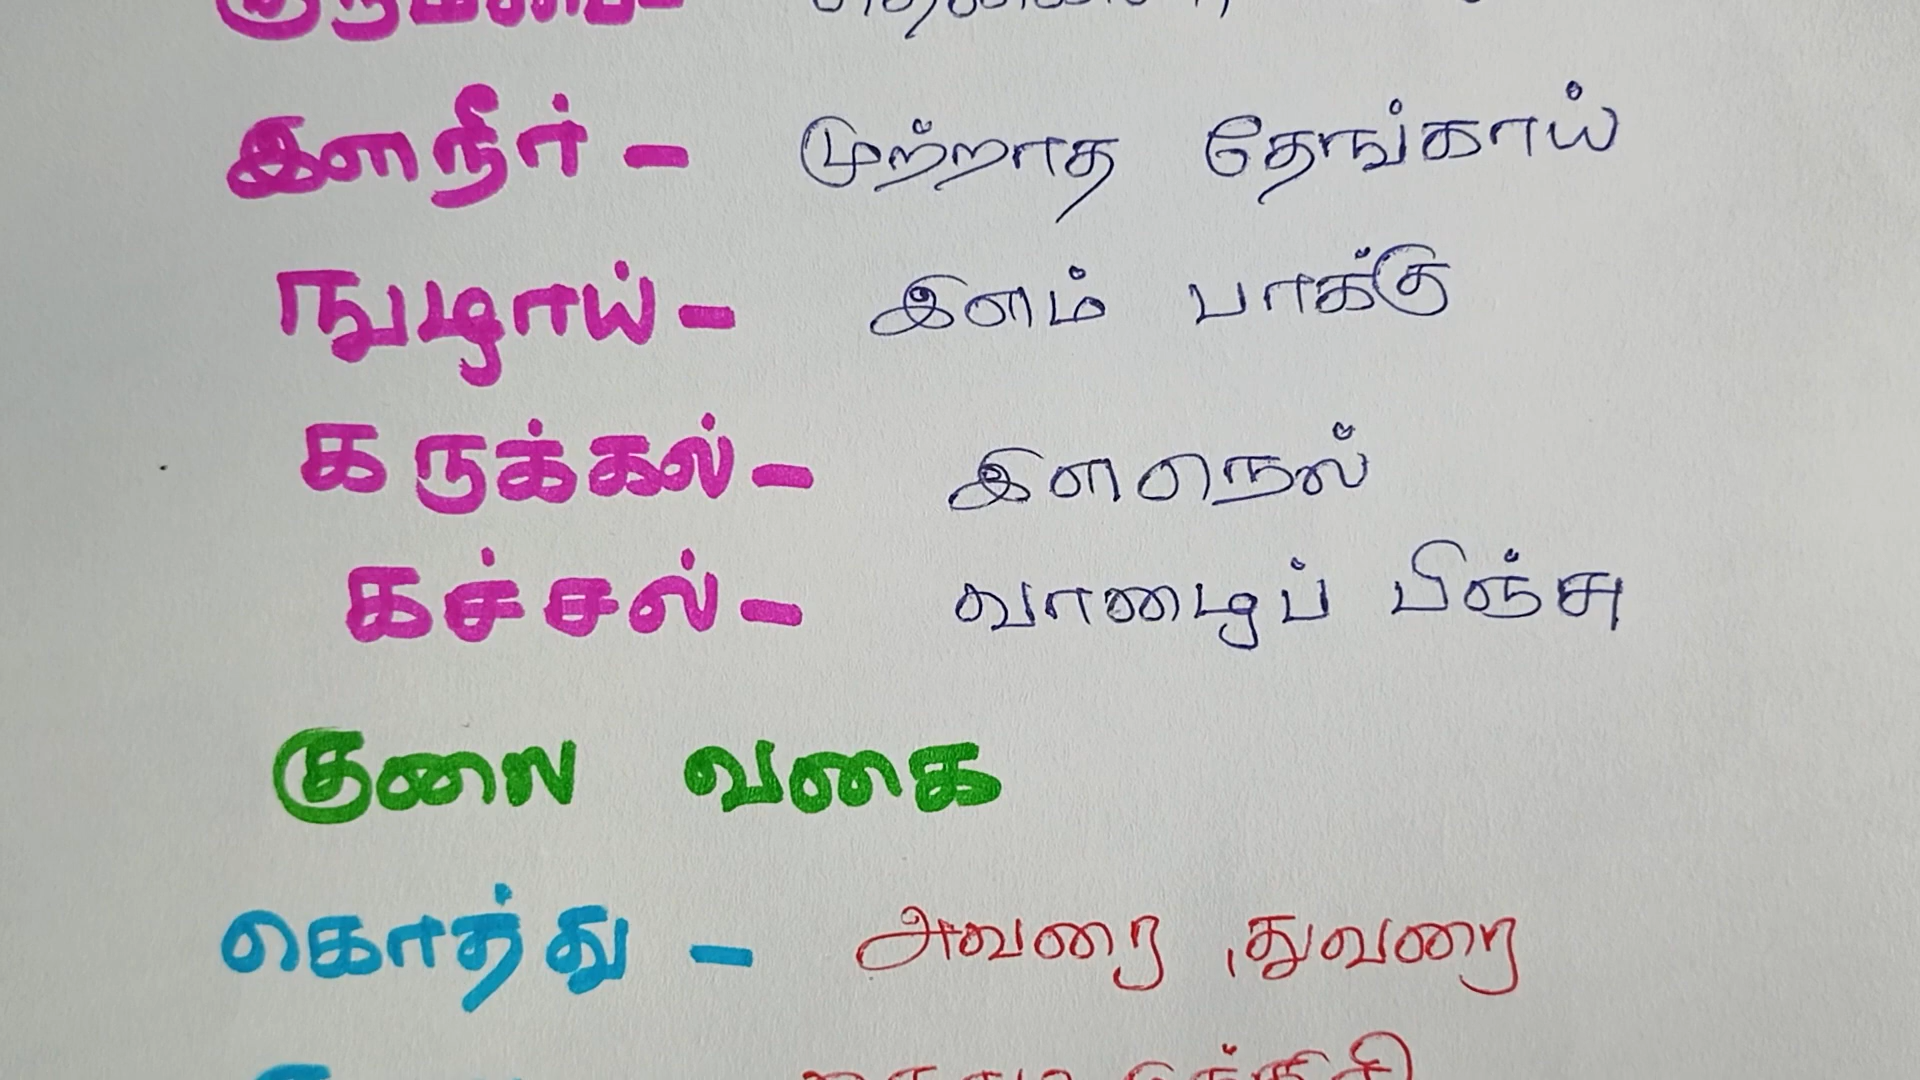 இளநீர் - முற்றாத தேங்காய்
நுழாய் - இளம் பாக்கு
கருக்கல் - இளநெல்
கச்சல் - வாழைப் பிஞ்சு
குலை வகை
கொத்து - அவரை ,துவரை